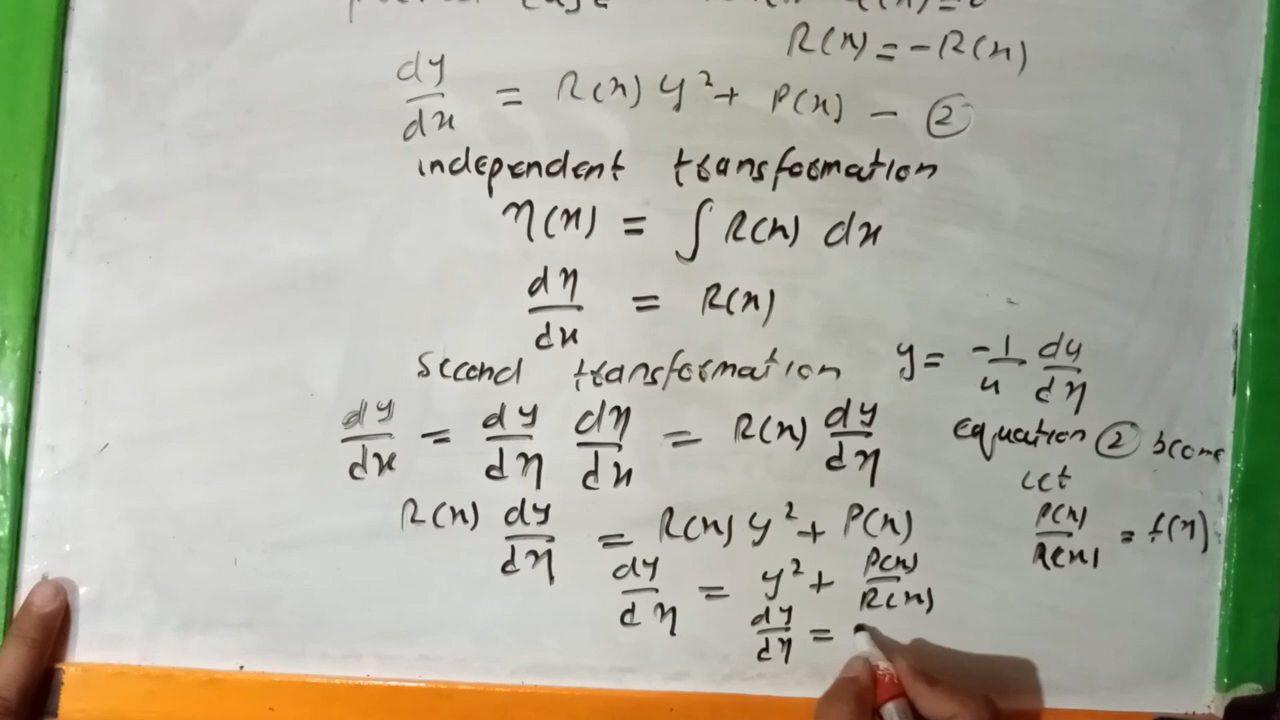 R(x) = -R(x)
dy/dx = R(x) y² + P(x) - ②
independent transformation
η(x) = ∫ R(x) dx
dη/dx = R(x)
Second transformation y = -1/u du/dη
dy/dx = dy/dη dη/dx = R(x) dy/dη
equation ② become
let
R(x) dy/dη = R(x) y² + P(x)
P(x)/R(x) = f(η)
dy/dη = y² + P(x)/R(x)
dy/dη =